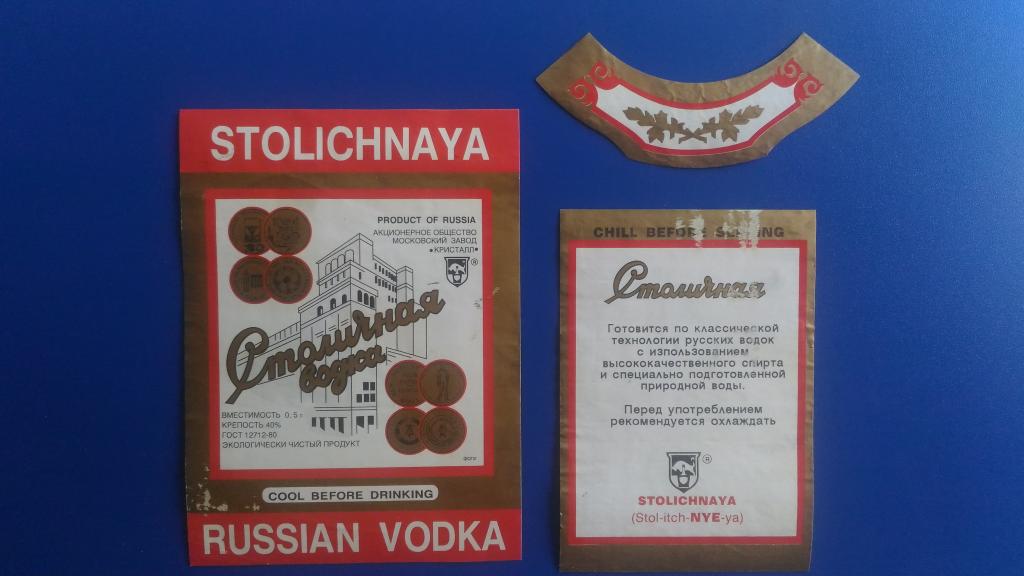 STOLICHNAYA
PRODUCT OF RUSSIA
АКЦИОНЕРНОЕ ОБЩЕСТВО
МОСКОВСКИЙ ЗАВОД
•КРИСТАЛЛ•
®
Столичная
водка
ВМЕСТИМОСТЬ 0,5 л
КРЕПОСТЬ 40%
ГОСТ 12712-80
ЭКОЛОГИЧЕСКИ ЧИСТЫЙ ПРОДУКТ
COOL BEFORE DRINKING
RUSSIAN VODKA
CHILL BEFORE SERVING
Столичная
Готовится по классической
технологии русских водок
с использованием
высококачественного спирта
и специально подготовленной
природной воды.
Перед употреблением
рекомендуется охлаждать
®
STOLICHNAYA
(Stol-itch-NYE-ya)